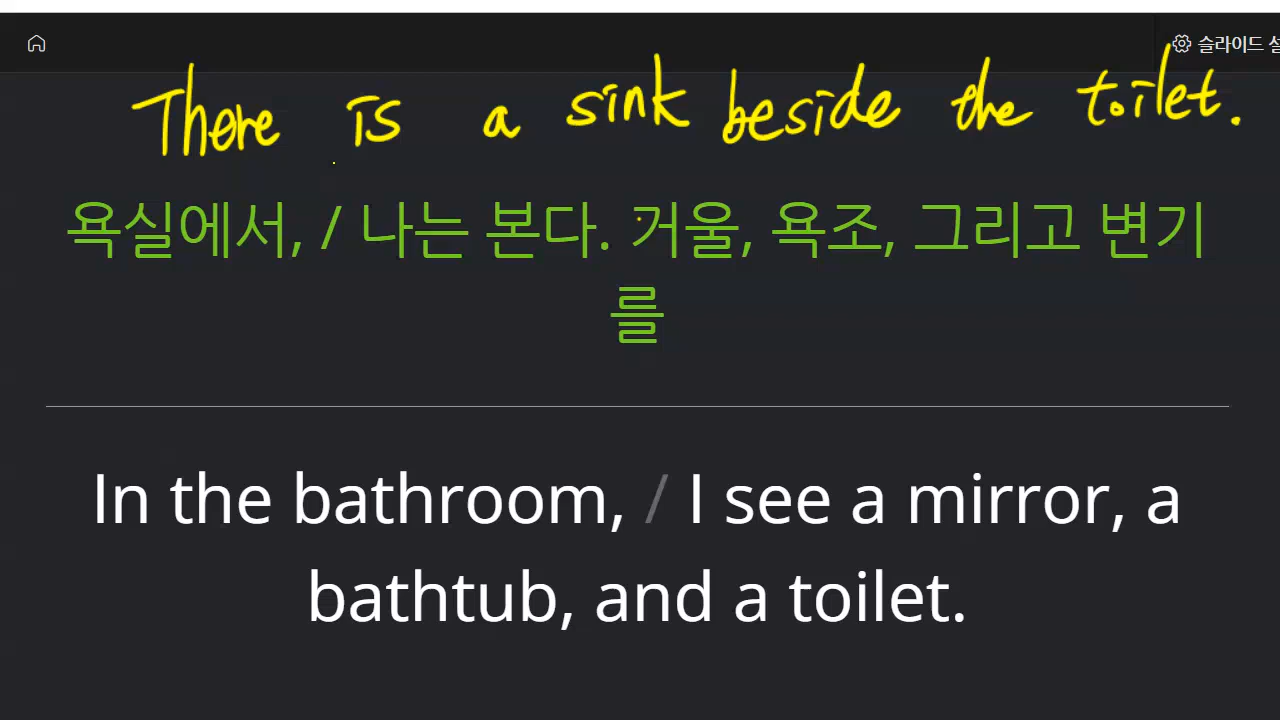 슬라이드
There is a sink beside the toilet.
욕실에서, / 나는 본다. 거울, 욕조, 그리고 변기
를
In the bathroom, / I see a mirror, a
bathtub, and a toilet.